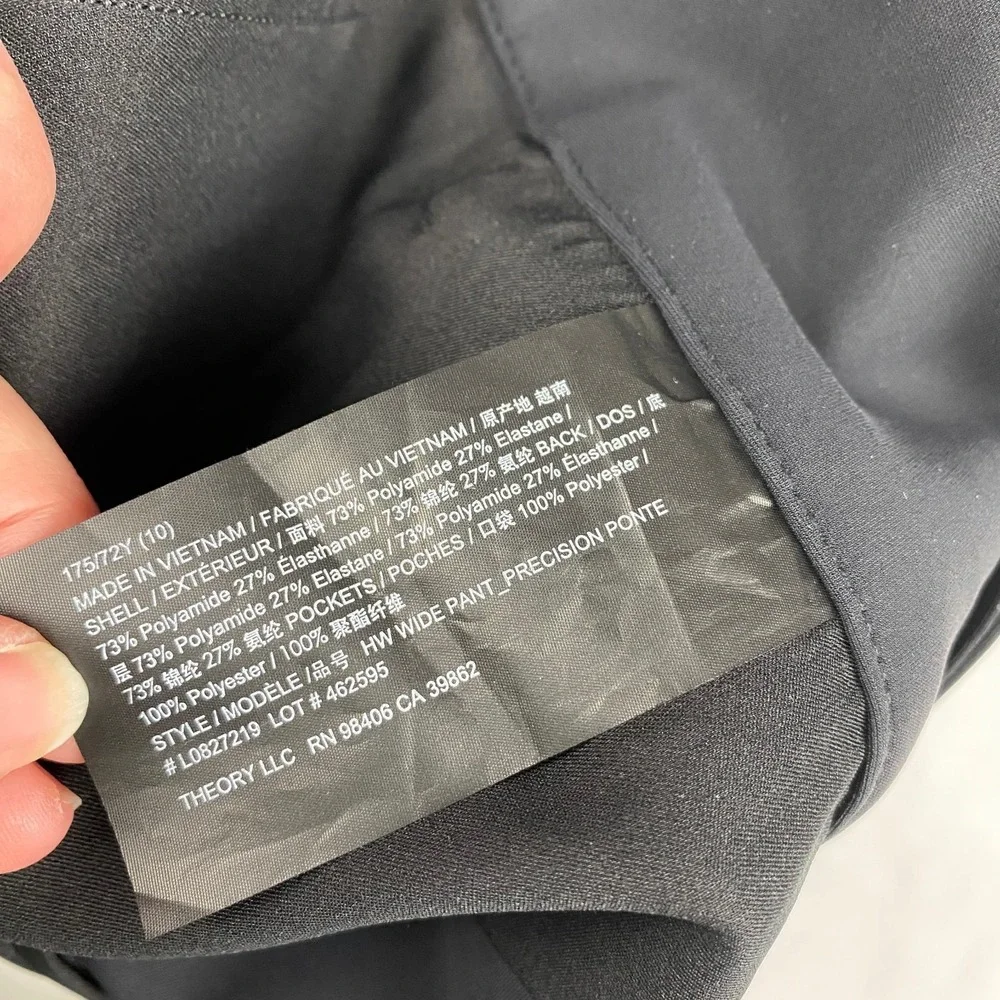 175/72Y (10)
MADE IN VIETNAM / FABRIQUÉ AU VIETNAM / 原产地 越南
SHELL / EXTÉRIEUR / 面料 73% Polyamide 27% Elastane /
73% Polyamide 27% Élasthanne / 73% 锦纶 27% 氨纶 BACK / DOS / 底
层 73% Polyamide 27% Elastane / 73% Polyamide 27% Élasthanne /
73% 锦纶 27% 氨纶 POCKETS / POCHES / 口袋 100% Polyester /
100% Polyester / 100% 聚酯纤维
STYLE / MODÈLE / 品号 HW WIDE PANT_PRECISION PONTE
# L0827219 LOT # 462595
THEORY LLC RN 98406 CA 39862